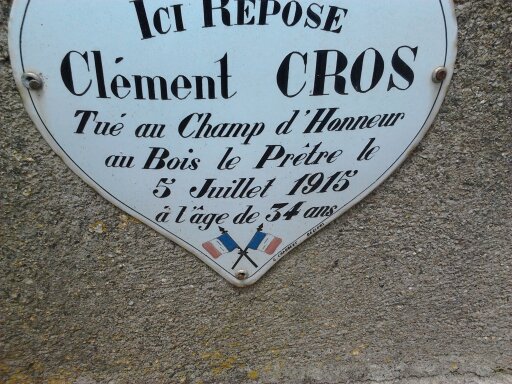 ICI REPOSE
Clément CROS
Tué au Champ d'Honneur
au Bois le Prêtre le
5 Juillet 1915
à l'âge de 34 ans